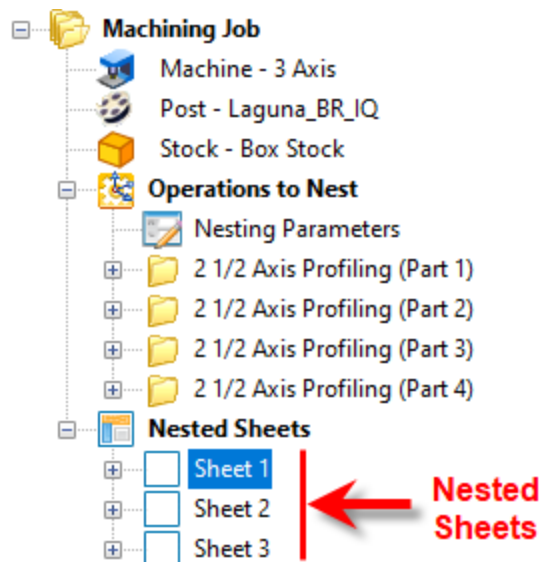 Machining Job
Machine - 3 Axis
Post - Laguna_BR_IQ
Stock - Box Stock
Operations to Nest
Nesting Parameters
2 1/2 Axis Profiling (Part 1)
2 1/2 Axis Profiling (Part 2)
2 1/2 Axis Profiling (Part 3)
2 1/2 Axis Profiling (Part 4)
Nested Sheets
Sheet 1
Sheet 2
Sheet 3
Nested
Sheets